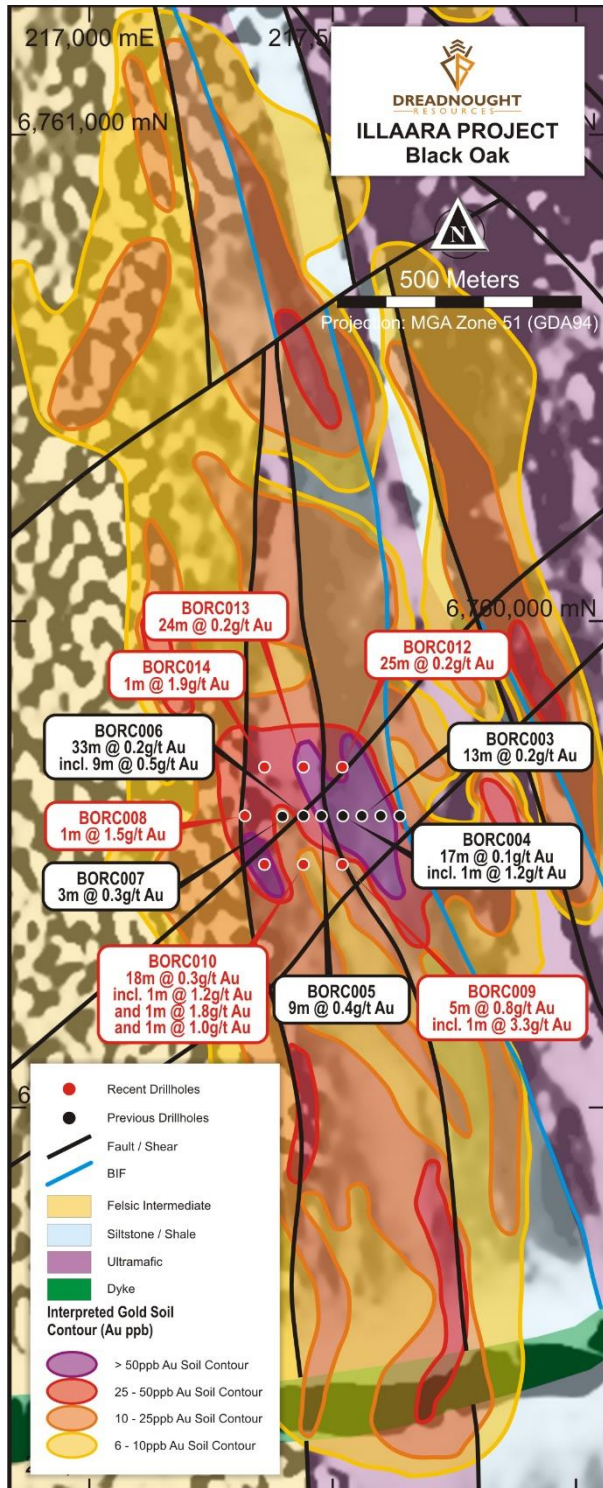 217,000 mE
217,5
DREADNOUGHT
RESOURCES
ILLAARA PROJECT
Black Oak
6,761,000 mN
N
N
500 Meters
Projection: MGA Zone 51 (GDA94)
6,760,000 mN
BORC013
24m @ 0.2g/t Au
BORC012
25m @ 0.2g/t Au
BORC014
1m @ 1.9g/t Au
BORC006
33m @ 0.2g/t Au
incl. 9m @ 0.5g/t Au
BORC003
13m @ 0.2g/t Au
BORC008
1m @ 1.5g/t Au
BORC004
17m @ 0.1g/t Au
incl. 1m @ 1.2g/t Au
BORC007
3m @ 0.3g/t Au
BORC010
18m @ 0.3g/t Au
incl. 1m @ 1.2g/t Au
and 1m @ 1.8g/t Au
and 1m @ 1.0g/t Au
BORC005
9m @ 0.4g/t Au
BORC009
5m @ 0.8g/t Au
incl. 1m @ 3.3g/t Au
6
Recent Drillholes
Previous Drillholes
Fault / Shear
BIF
Felsic Intermediate
Siltstone / Shale
Ultramafic
Dyke
Interpreted Gold Soil
Contour (Au ppb)
> 50ppb Au Soil Contour
25 - 50ppb Au Soil Contour
10 - 25ppb Au Soil Contour
6 - 10ppb Au Soil Contour